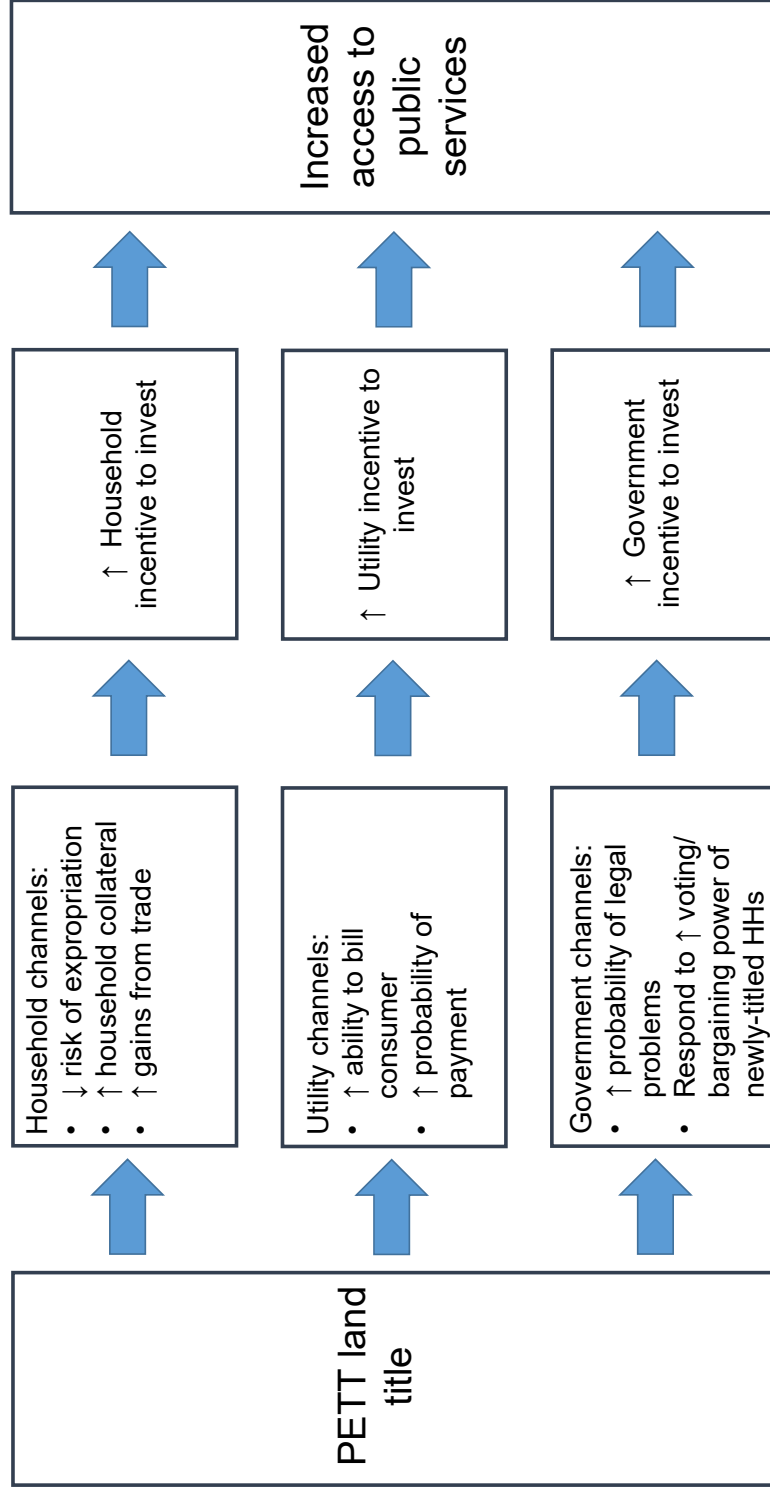 PETT land
title
Household channels:
• ↓ risk of expropriation
• ↑ household collateral
• ↑ gains from trade
Utility channels:
• ↑ ability to bill
consumer
• ↑ probability of
payment
Government channels:
• ↑ probability of legal
problems
• Respond to ↑ voting/
bargaining power of
newly-titled HHs
↑ Household
incentive to invest
↑ Utility incentive to
invest
↑ Government
incentive to invest
Increased
access to
public
services